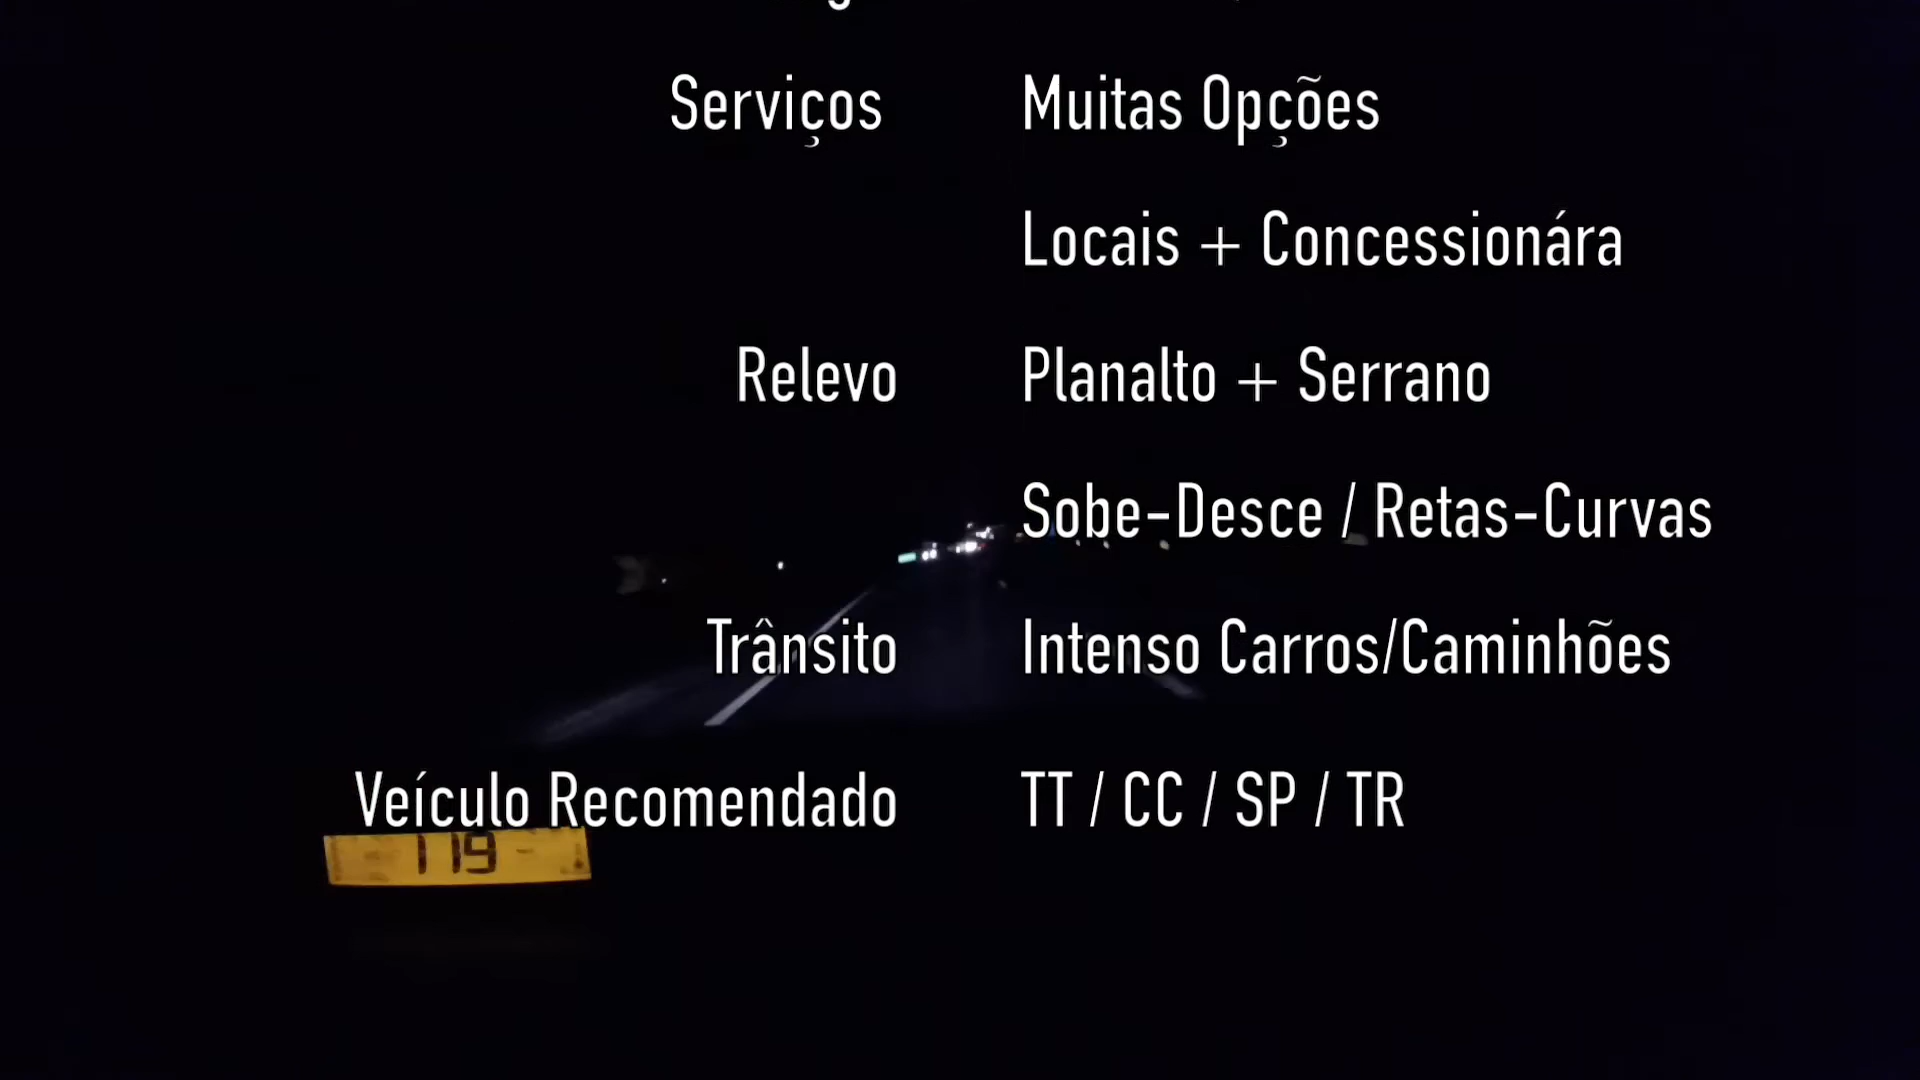 Serviços Muitas Opções
Locais + Concessionára
Relevo Planalto + Serrano
Sobe-Desce / Retas-Curvas
Trânsito Intenso Carros/Caminhões
Veículo Recomendado TT / CC / SP / TR
119